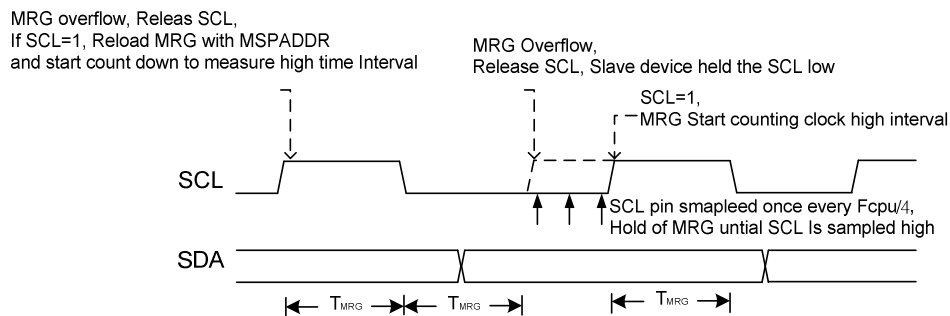 MRG overflow, Releas SCL,
If SCL=1, Reload MRG with MSPADDR
and start count down to measure high time Interval
MRG Overflow,
Release SCL, Slave device held the SCL low
SCL=1,
MRG Start counting clock high interval
SCL
SCL pin smapleed once every Fcpu/4,
Hold of MRG untial SCL Is sampled high
SDA
TMRG
TMRG
TMRG